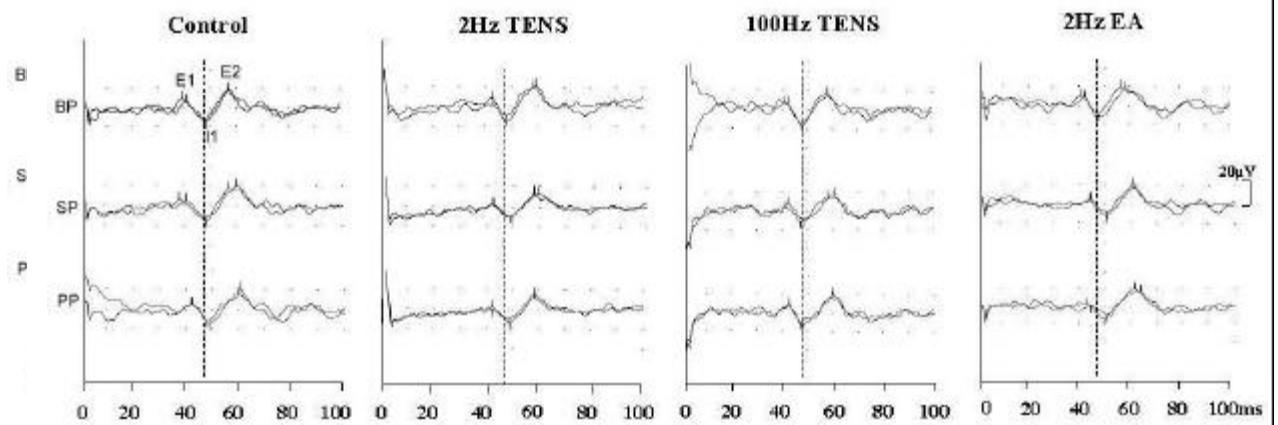 Control 2Hz TENS 100Hz TENS 2Hz EA
B
E1 E2
BP
I1
S
SP
20μV
P
PP
0 20 40 60 80 100 0 20 40 60 80 100 0 20 40 60 80 100 0 20 40 60 80 100ms